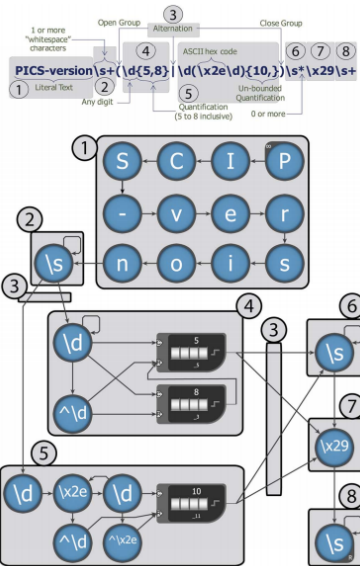 3
Open Group
Alternation
Close Group
1 or more
"whitespace"
characters
4
ASCII hex code
6 7 8
PICS-version\s+(\d{5,8}|\d(\x2e\d){10,})\s*\x29\s+
1 Literal Text 2 5 Un-bounded
Quantification
Any digit
Quantification
(5 to 8 inclusive)
0 or more
1
S C I P
- v e r
n o i s
2
\s
3
4
\d
5
8
^\d
3
6
\s
7
\x29
8
\s
5
\d \x2e \d
10
^\d ^\x2e